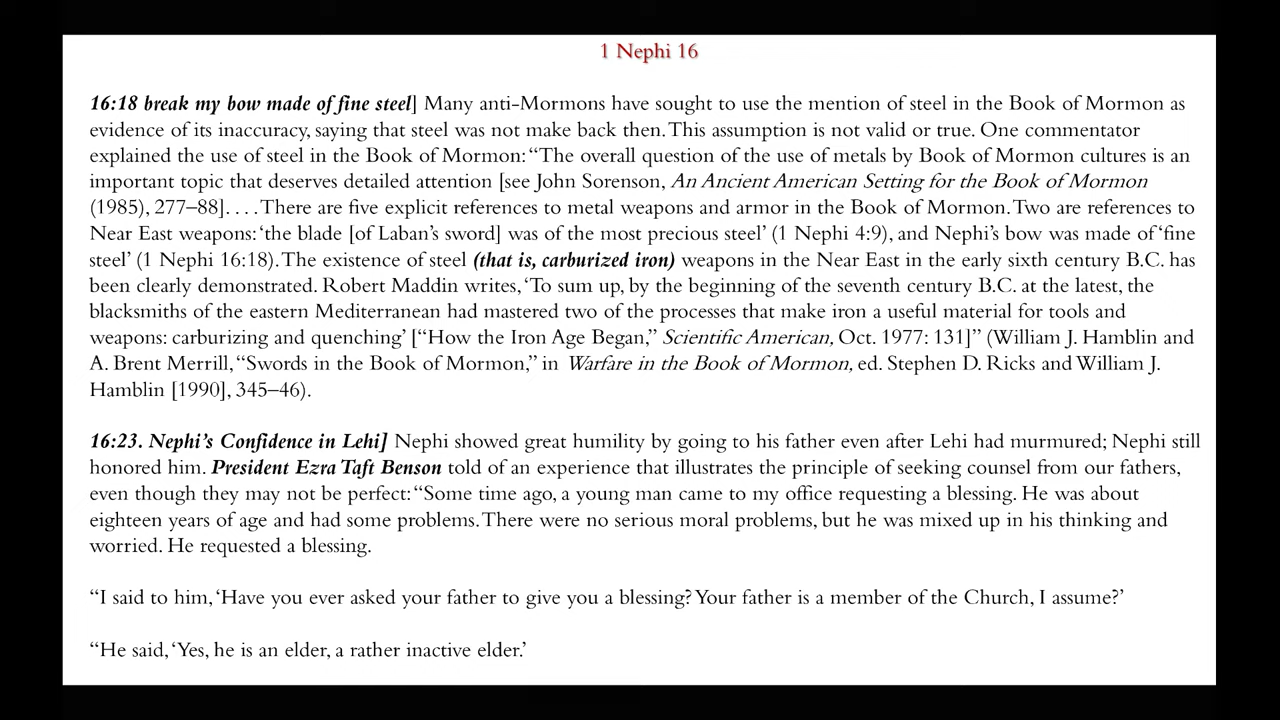 1 Nephi 16
16:18 break my bow made of fine steel] Many anti-Mormons have sought to use the mention of steel in the Book of Mormon as
evidence of its inaccuracy, saying that steel was not make back then. This assumption is not valid or true. One commentator
explained the use of steel in the Book of Mormon: “The overall question of the use of metals by Book of Mormon cultures is an
important topic that deserves detailed attention [see John Sorenson, An Ancient American Setting for the Book of Mormon
(1985), 277–88]. . . . There are five explicit references to metal weapons and armor in the Book of Mormon. Two are references to
Near East weapons: ‘the blade [of Laban’s sword] was of the most precious steel’ (1 Nephi 4:9), and Nephi’s bow was made of ‘fine
steel’ (1 Nephi 16:18). The existence of steel (that is, carburized iron) weapons in the Near East in the early sixth century B.C. has
been clearly demonstrated. Robert Maddin writes, ‘To sum up, by the beginning of the seventh century B.C. at the latest, the
blacksmiths of the eastern Mediterranean had mastered two of the processes that make iron a useful material for tools and
weapons: carburizing and quenching’ [“How the Iron Age Began,” Scientific American, Oct. 1977: 131]” (William J. Hamblin and
A. Brent Merrill, “Swords in the Book of Mormon,” in Warfare in the Book of Mormon, ed. Stephen D. Ricks and William J.
Hamblin [1990], 345–46).
16:23. Nephi’s Confidence in Lehi] Nephi showed great humility by going to his father even after Lehi had murmured; Nephi still
honored him. President Ezra Taft Benson told of an experience that illustrates the principle of seeking counsel from our fathers,
even though they may not be perfect: “Some time ago, a young man came to my office requesting a blessing. He was about
eighteen years of age and had some problems. There were no serious moral problems, but he was mixed up in his thinking and
worried. He requested a blessing.
“I said to him, ‘Have you ever asked your father to give you a blessing? Your father is a member of the Church, I assume?’
“He said, ‘Yes, he is an elder, a rather inactive elder.’